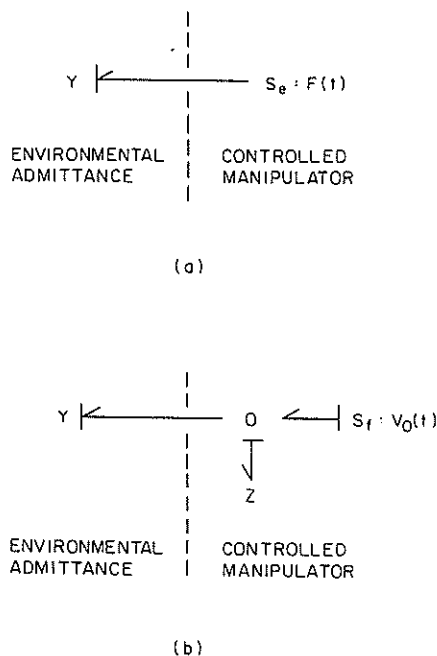 Y
Se : F(t)
ENVIRONMENTAL
ADMITTANCE
CONTROLLED
MANIPULATOR
(a)
Y
0
Sf : V0(t)
Z
ENVIRONMENTAL
ADMITTANCE
CONTROLLED
MANIPULATOR
(b)